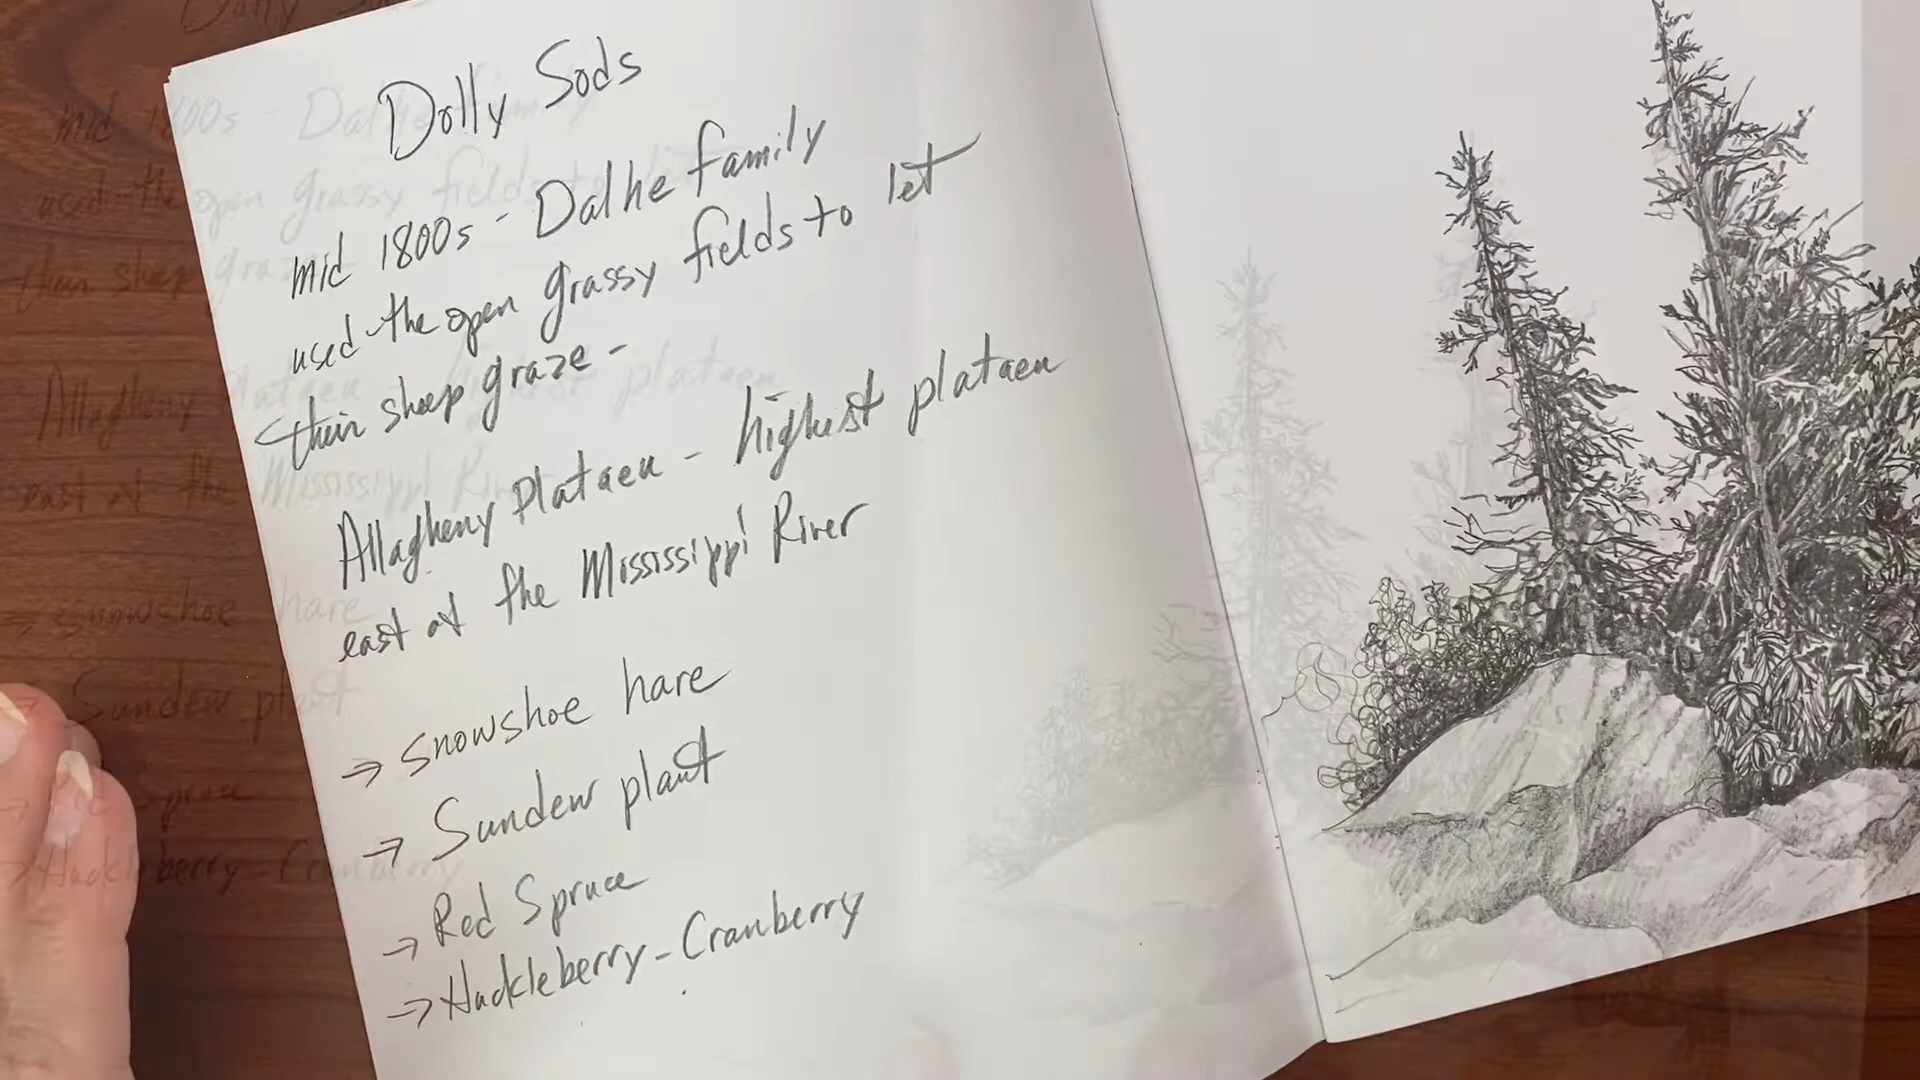 Dolly Sods
mid 1800s - Dalhe family
used the open grassy fields to let
their sheep graze -
Allagheny Plataeu - highest plataeu
east of the Mississippi River
→ snowshoe hare
→ Sundew plant
→ Red Spruce
→ Huckleberry - Cranberry